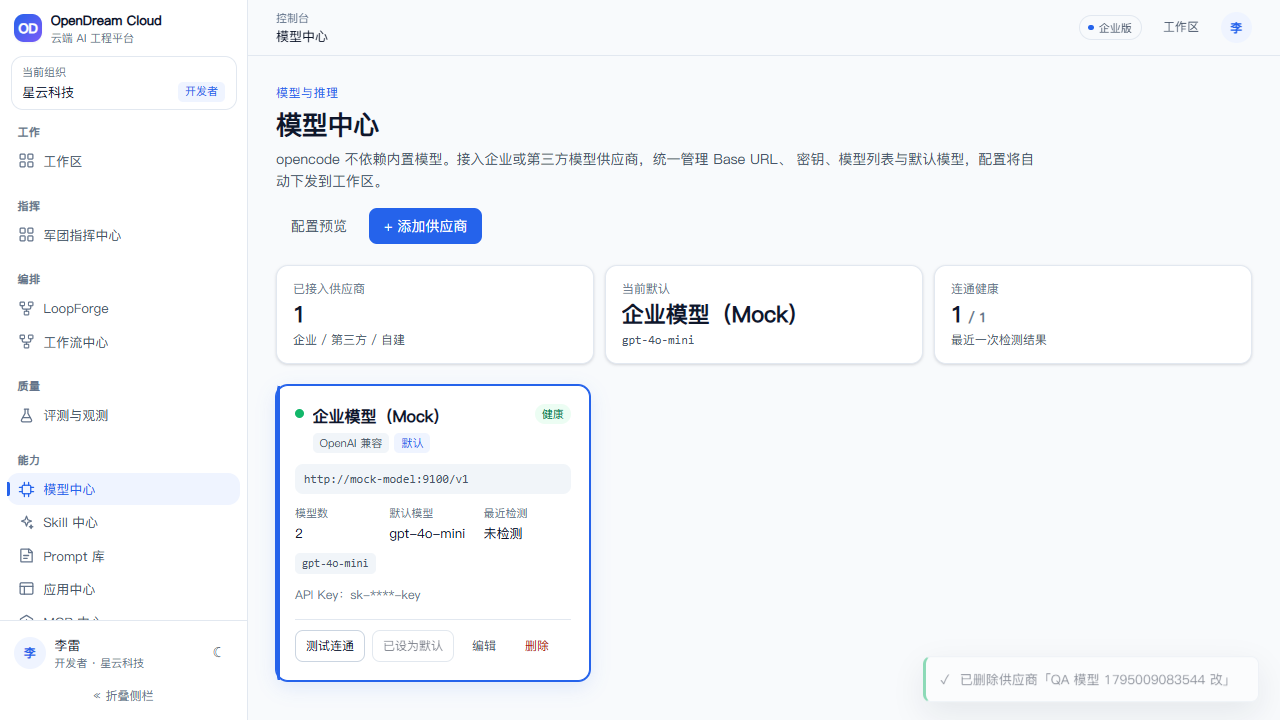 OD
OpenDream Cloud
云端 AI 工程平台
当前组织
星云科技
开发者
工作
工作区
指挥
军团指挥中心
编排
LoopForge
工作流中心
质量
评测与观测
能力
模型中心
Skill 中心
Prompt 库
应用中心
李
李雷
开发者 · 星云科技
« 折叠侧栏
控制台
模型中心
企业版
工作区
李
模型与推理
模型中心
opencode 不依赖内置模型。接入企业或第三方模型供应商，统一管理 Base URL、 密钥、模型列表与默认模型，配置将自
动下发到工作区。
配置预览
+ 添加供应商
已接入供应商
1
企业 / 第三方 / 自建
当前默认
企业模型（Mock）
gpt-4o-mini
连通健康
1 / 1
最近一次检测结果
企业模型（Mock）
健康
OpenAI 兼容
默认
http://mock-model:9100/v1
模型数
默认模型
最近检测
2
gpt-4o-mini
未检测
gpt-4o-mini
API Key：sk-****-key
测试连通
已设为默认
编辑
删除
✓ 已删除供应商「QA 模型 1795009083544 改」